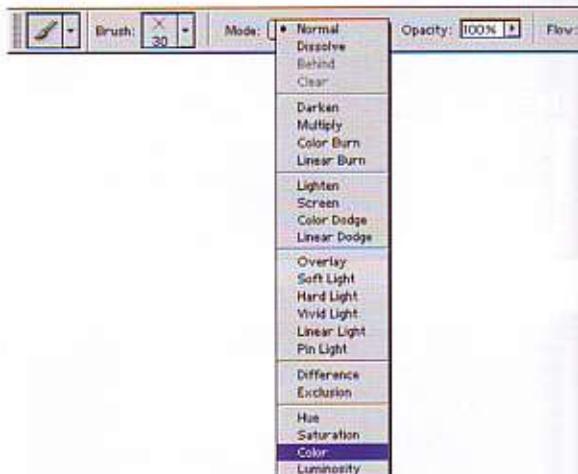 Brush: 30 Mode: Normal Opacity: 100% Flow:
Dissolve
Behind
Clear
Darken
Multiply
Color Burn
Linear Burn
Lighten
Screen
Color Dodge
Linear Dodge
Overlay
Soft Light
Hard Light
Vivid Light
Linear Light
Pin Light
Difference
Exclusion
Hue
Saturation
Color
Luminosity